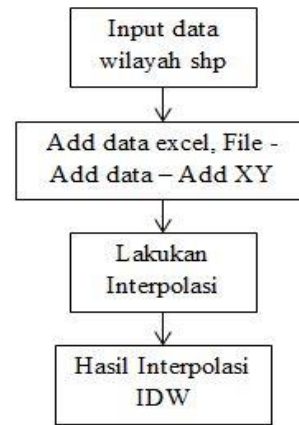 Input data
wilayah shp
Add data excel, File -
Add data – Add XY
Lakukan
Interpolasi
Hasil Interpolasi
IDW